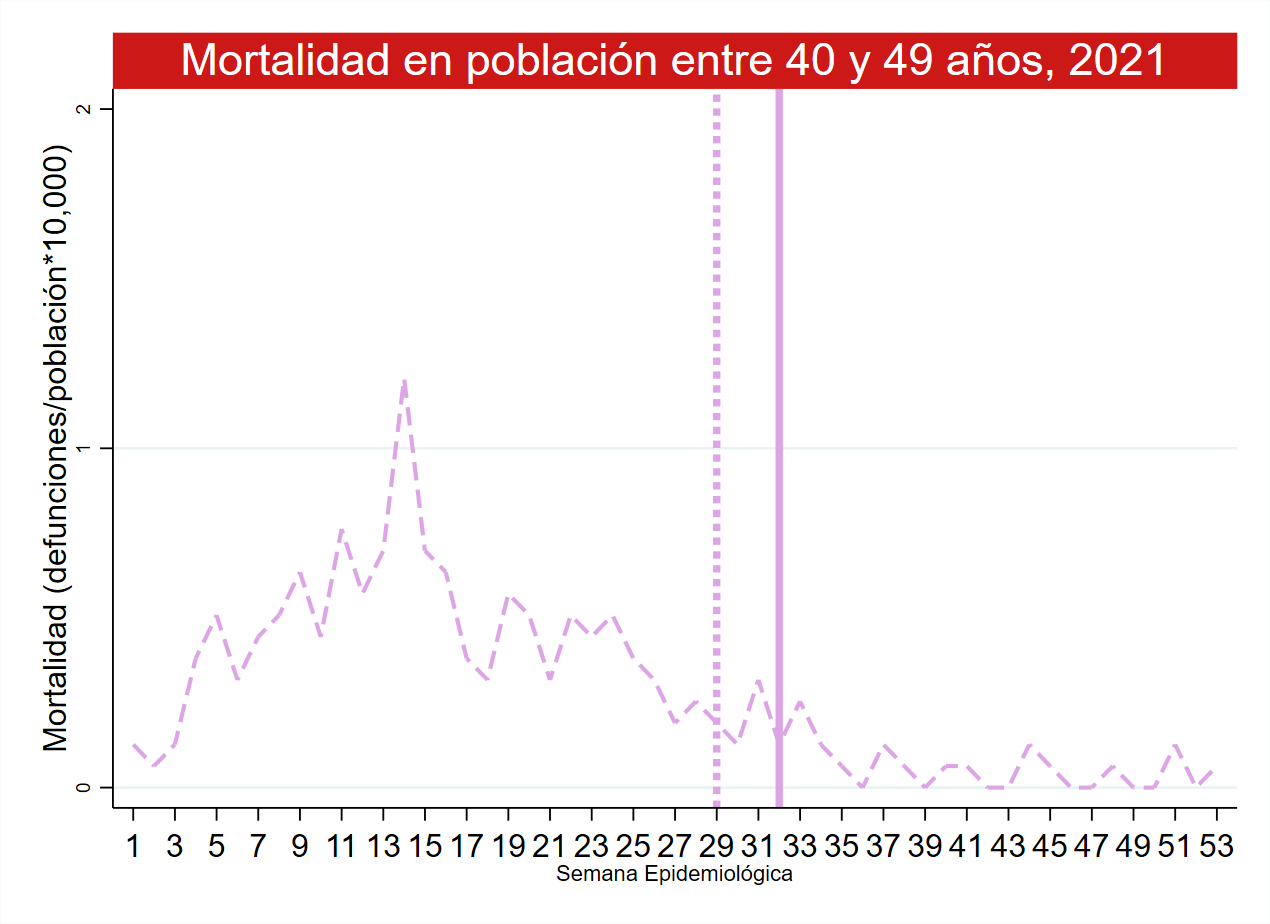 Mortalidad en población entre 40 y 49 años, 2021
Mortalidad (defunciones/población*10,000)
2
1
0
1 3 5 7 9 11 13 15 17 19 21 23 25 27 29 31 33 35 37 39 41 43 45 47 49 51 53
Semana Epidemiológica